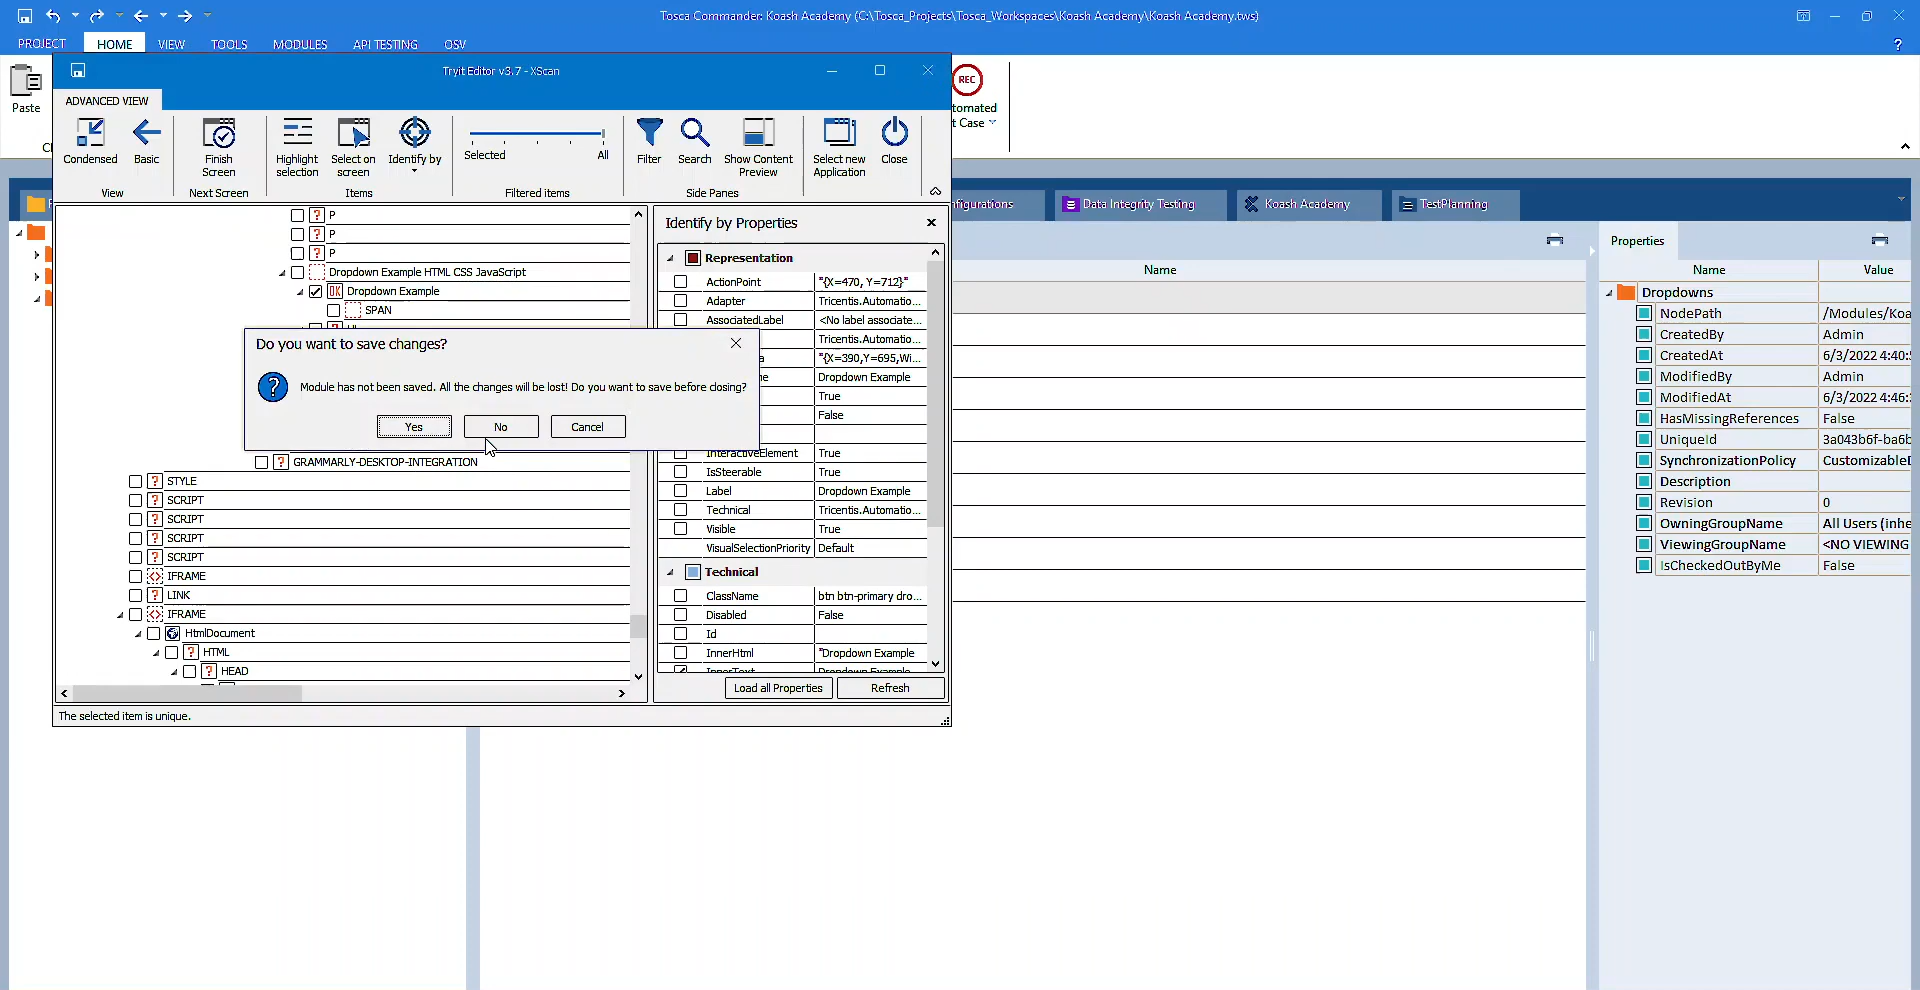 Tosca Commander: Koash Academy (C:\Tosca_Projects\Tosca_Workspaces\Koash Academy\Koash Academy.tws)
PROJECT HOME VIEW TOOLS MODULES API TESTING OSV ?
Tryit Editor v3.7 - XScan
Paste
REC
ADVANCED VIEW
Condensed Basic Finish Screen Highlight selection Select on screen Identify by Selected All Filter Search Show Content Preview Select new Application Close
View Next Screen Items Filtered items Side Panes
Data Integrity Testing Koash Academy TestPlanning
Identify by Properties
Properties
Name
Name Value
P
P
P
Dropdown Example HTML CSS JavaScript
OK Dropdown Example
SPAN
Do you want to save changes?
Module has not been saved. All the changes will be lost! Do you want to save before closing?
Yes No Cancel
GRAMMARLY-DESKTOP-INTEGRATION
STYLE
SCRIPT
SCRIPT
SCRIPT
SCRIPT
IFRAME
LINK
IFRAME
HtmlDocument
HTML
HEAD
Representation
ActionPoint "{X=470, Y=712}"
Adapter Tricentis.Automatio...
AssociatedLabel <No label associate...
Tricentis.Automatio...
"{X=390,Y=695,Wi...
Dropdown Example
True
False
InteractiveElement True
IsSteerable True
Label Dropdown Example
Technical Tricentis.Automatio...
Visible True
VisualSelectionPriority Default
Technical
ClassName btn btn-primary dro...
Disabled False
Id
InnerHtml "Dropdown Example
InnerText Dropdown Example
Load all Properties Refresh
The selected item is unique.
Dropdowns
NodePath /Modules/Koa
CreatedBy Admin
CreatedAt 6/3/2022 4:40:5
ModifiedBy Admin
ModifiedAt 6/3/2022 4:46:
HasMissingReferences False
UniqueId 3a043b6f-ba6b
SynchronizationPolicy CustomizableD
Description
Revision 0
OwningGroupName All Users (inhe
ViewingGroupName <NO VIEWING
IsCheckedOutByMe False